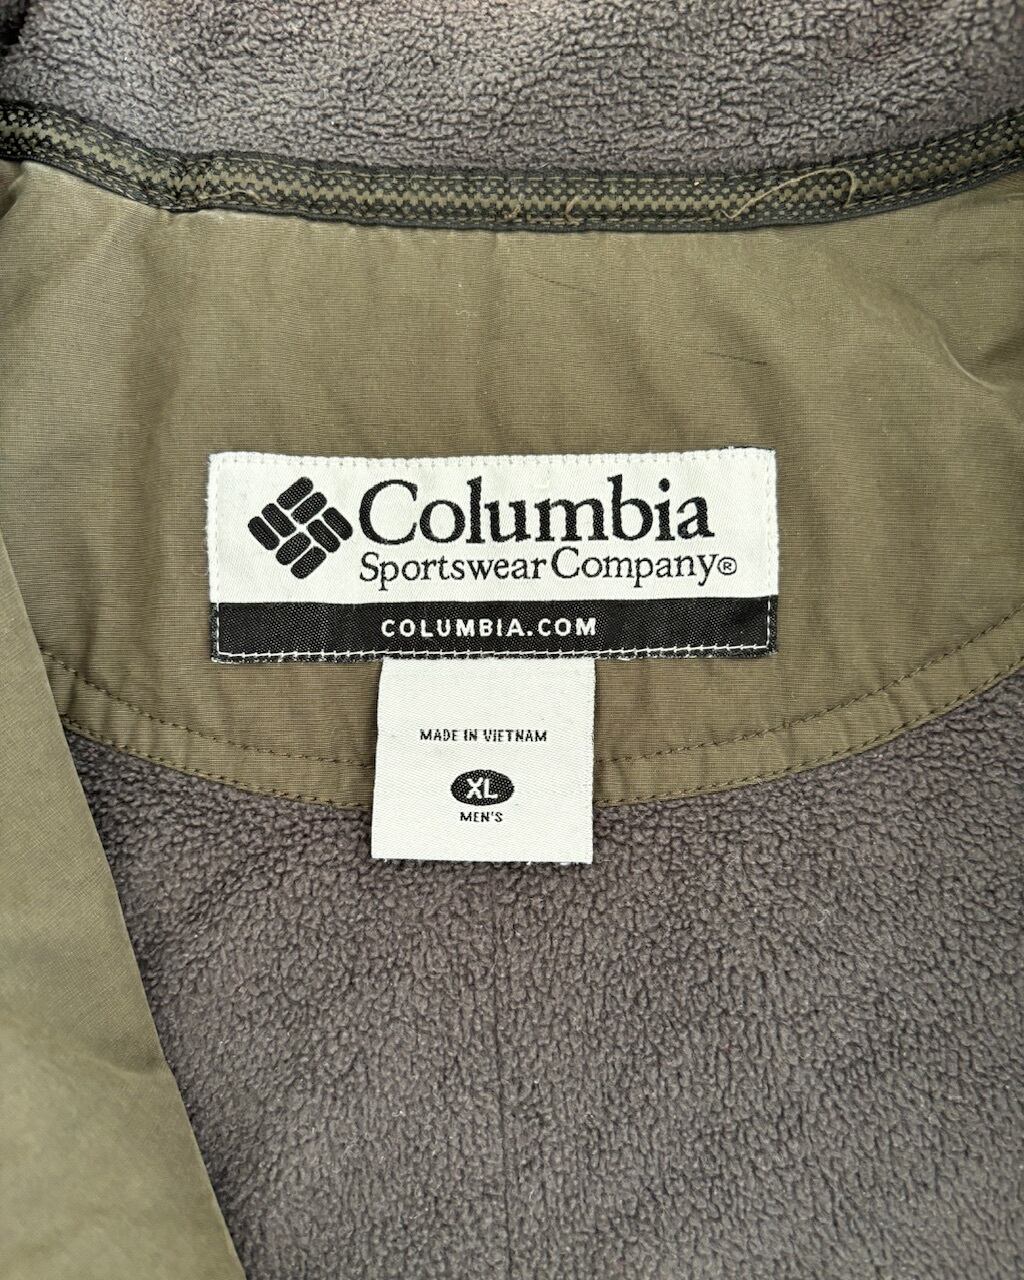 Columbia
Sportswear Company®
COLUMBIA.COM
MADE IN VIETNAM
XL
MEN'S